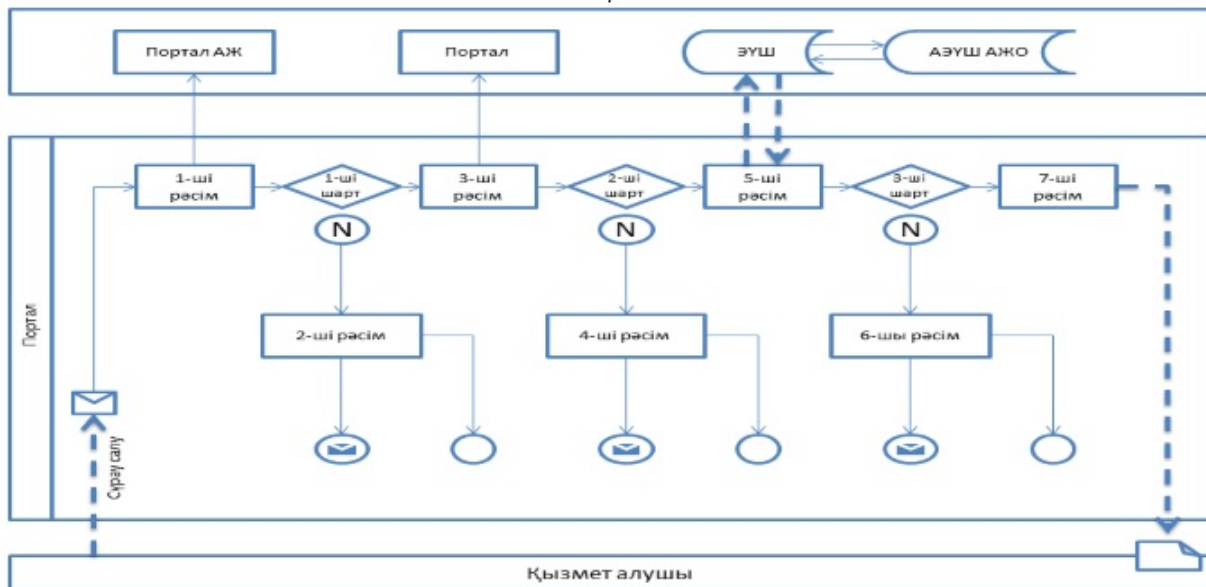 Портал АЖ
Портал
ЭҮШ
АЭҮШ АЖО
Портал
1-ші
рәсім
1-ші
шарт
3-ші
рәсім
2-ші
шарт
5-ші
рәсім
3-ші
шарт
7-ші
рәсім
N
N
N
2-ші рәсім
4-ші рәсім
6-шы рәсім
Сұрау салу
Қызмет алушы